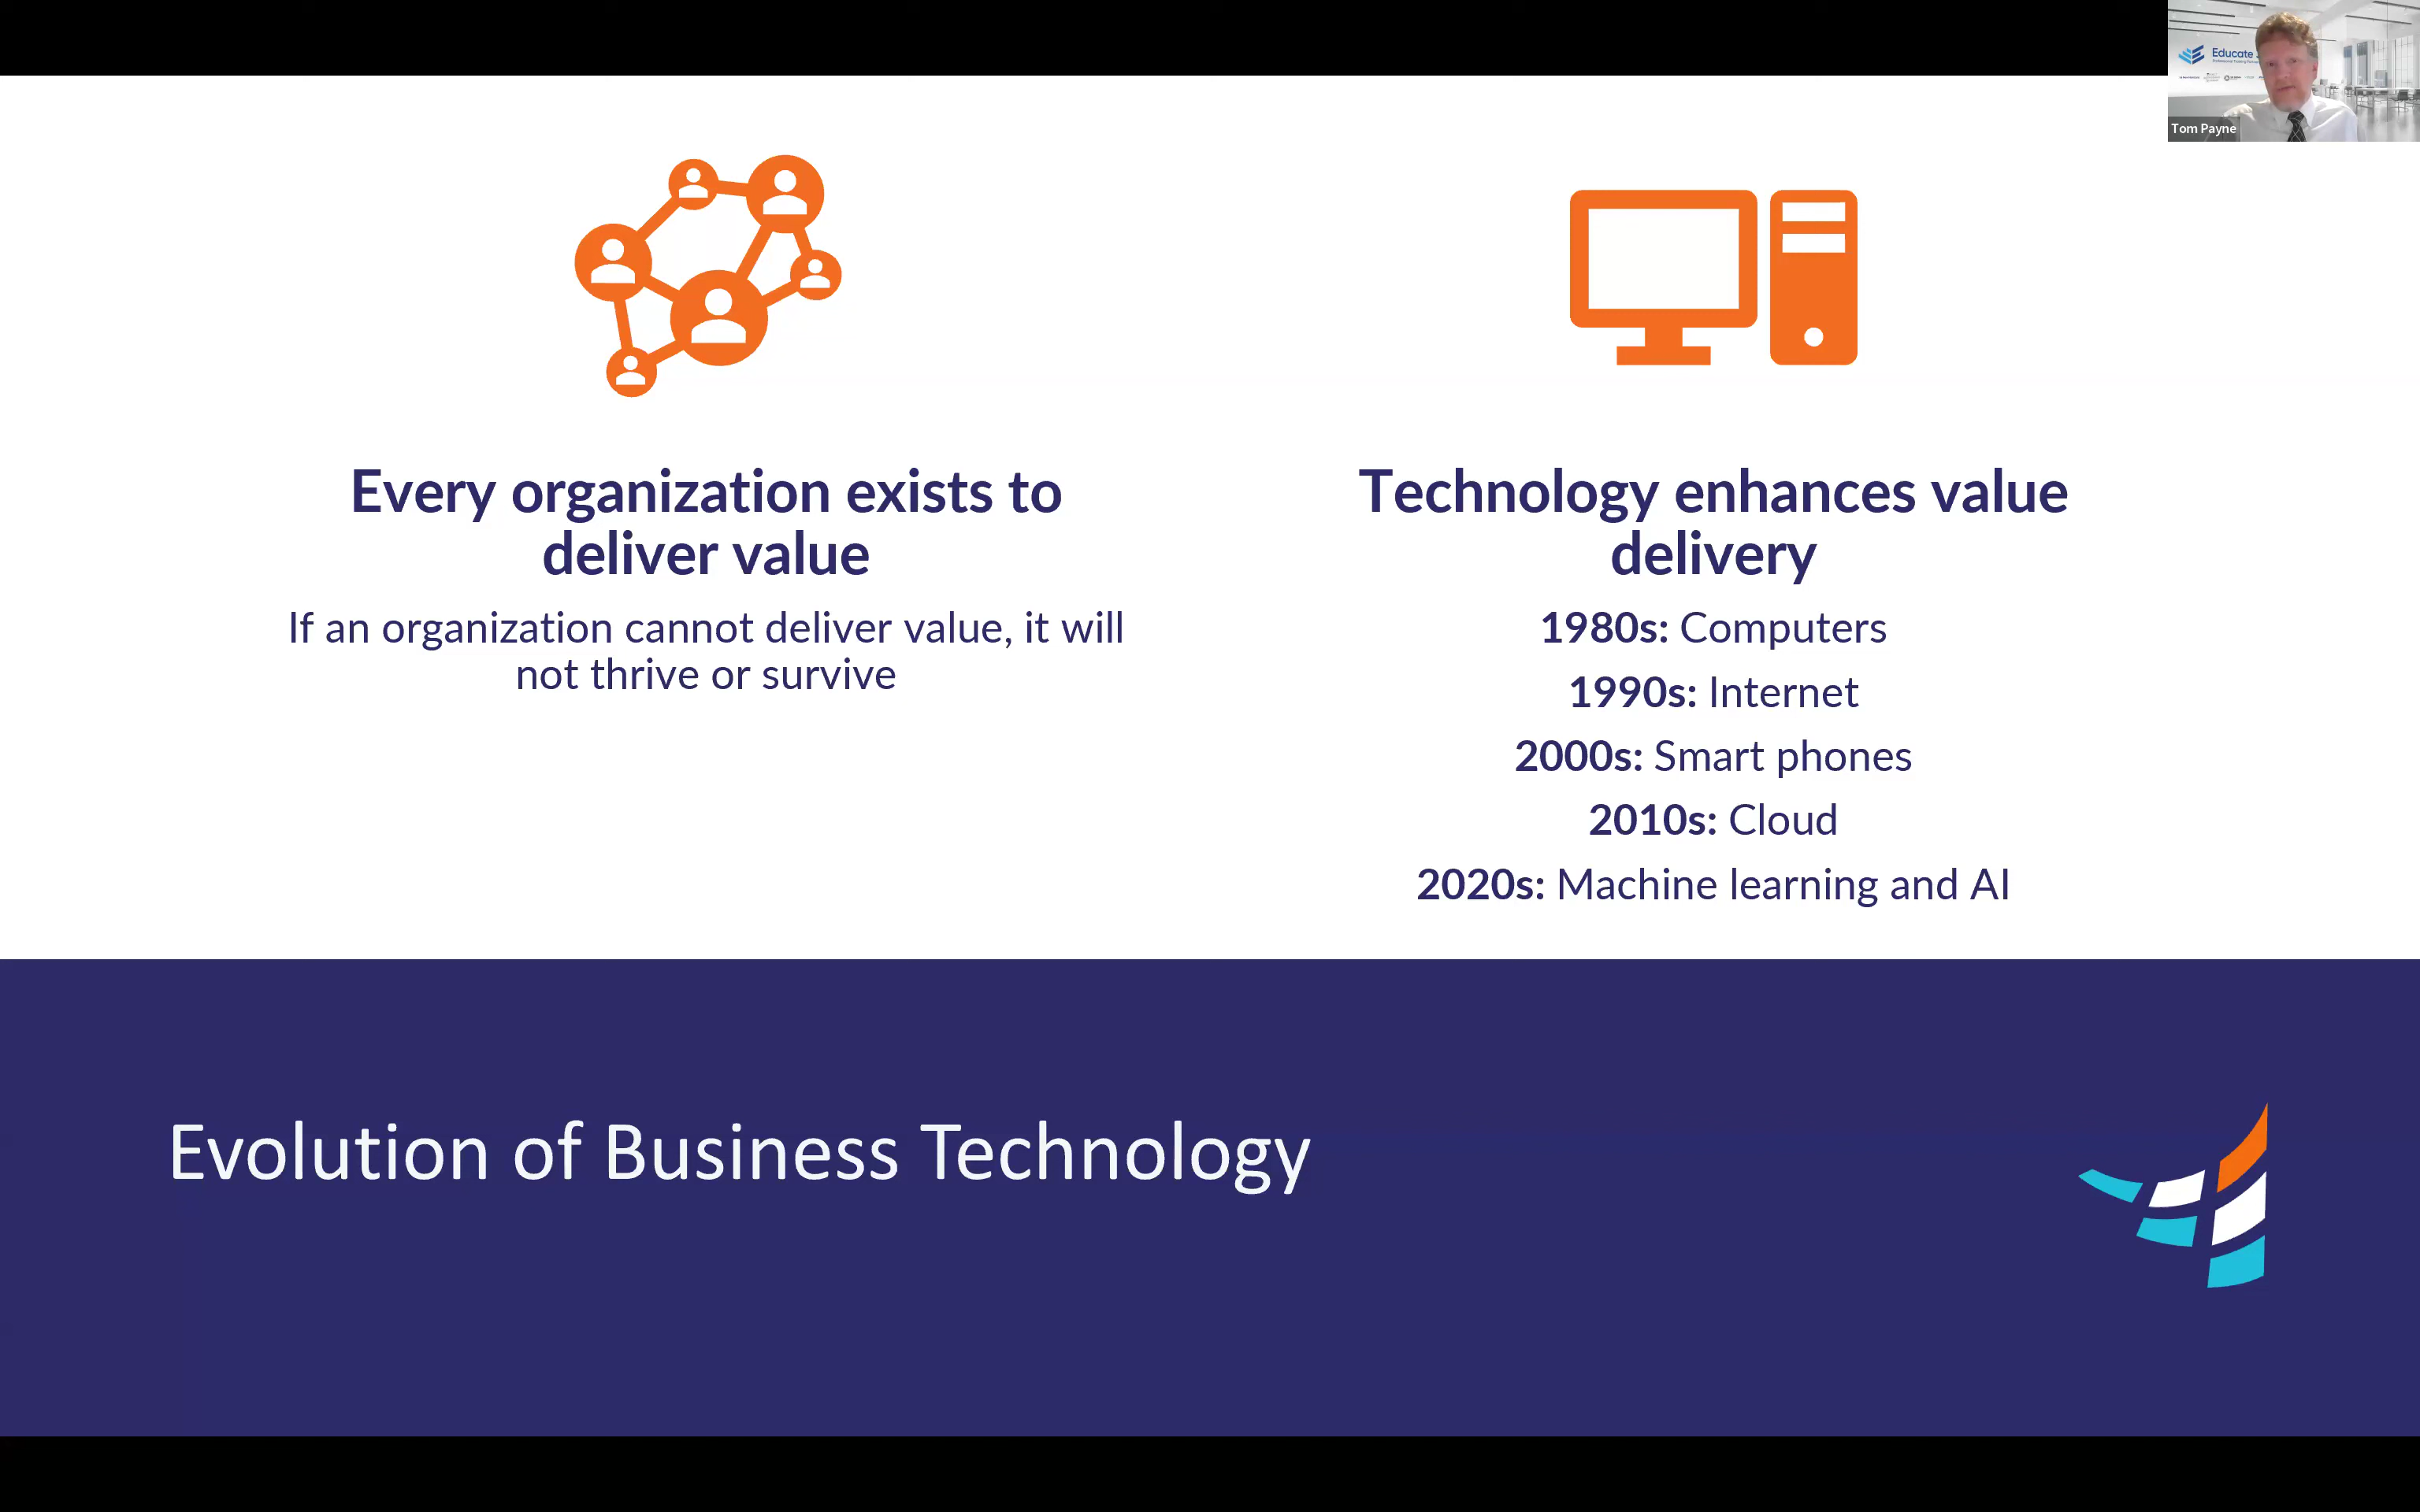 Educate
Tom Payne
Every organization exists to
deliver value
If an organization cannot deliver value, it will
not thrive or survive
Technology enhances value
delivery
1980s: Computers
1990s: Internet
2000s: Smart phones
2010s: Cloud
2020s: Machine learning and AI
Evolution of Business Technology